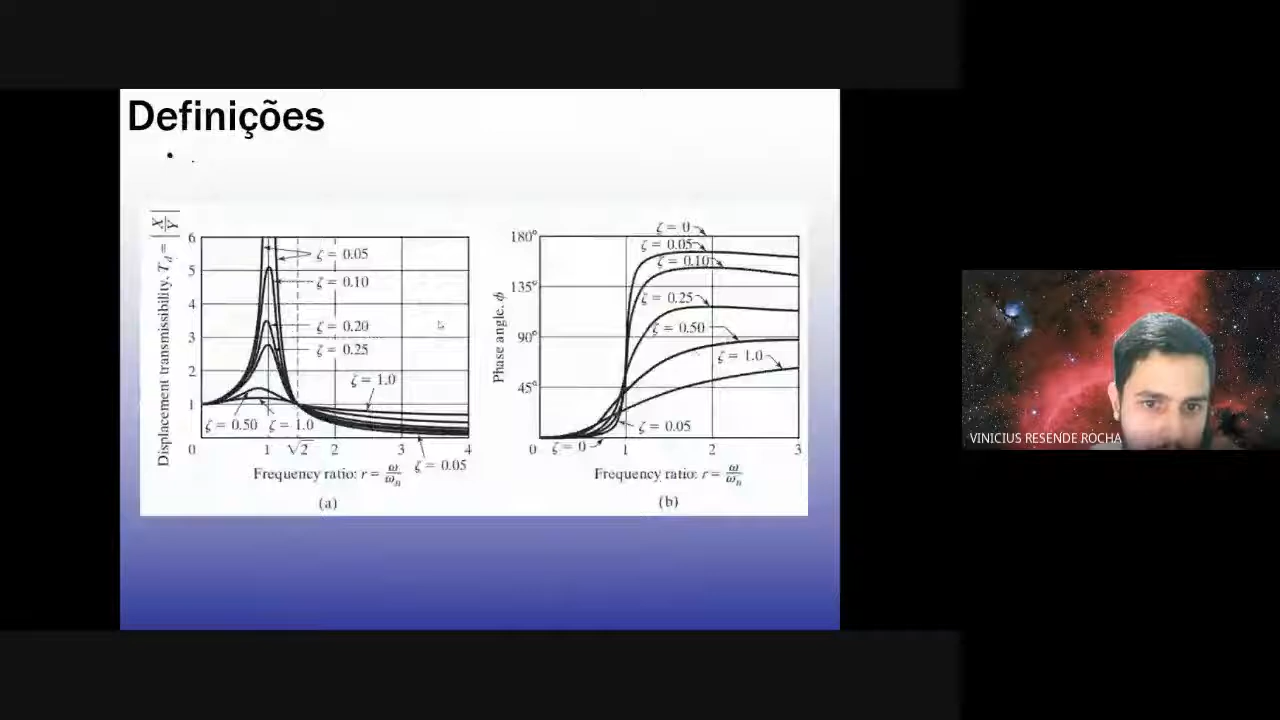 Definições
Displacement transmissibility, T_d = |X/Y|
6
5
4
3
2
1
0
ζ = 0.05
ζ = 0.10
ζ = 0.20
ζ = 0.25
ζ = 1.0
ζ = 0.50
ζ = 1.0
ζ = 0.05
1
√2
2
3
4
Frequency ratio: r = ω/ω_n
(a)
Phase angle, ϕ
180°
135°
90°
45°
0
ζ = 0
ζ = 0.05
ζ = 0.10
ζ = 0.25
ζ = 0.50
ζ = 1.0
ζ = 0.05
ζ = 0
1
2
3
Frequency ratio: r = ω/ω_n
(b)
VINICIUS RESENDE ROCHA